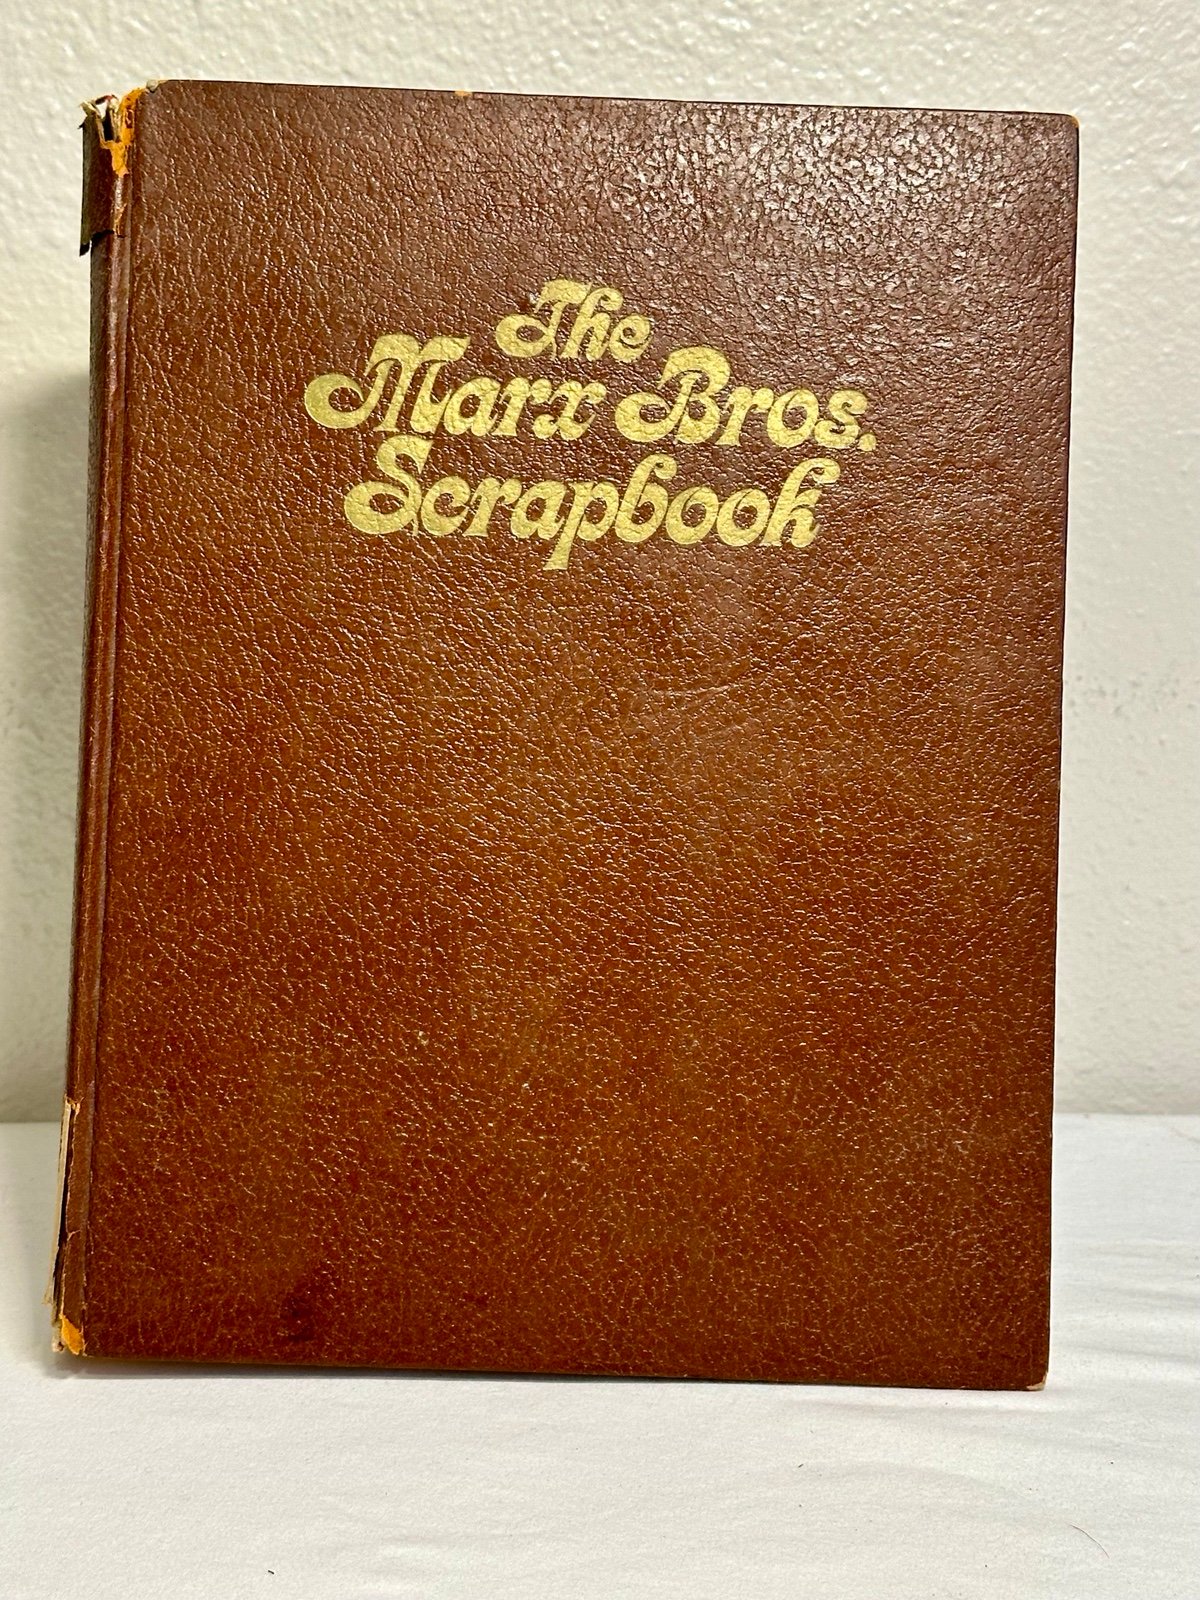 The
Marx Bros.
Scrapbook